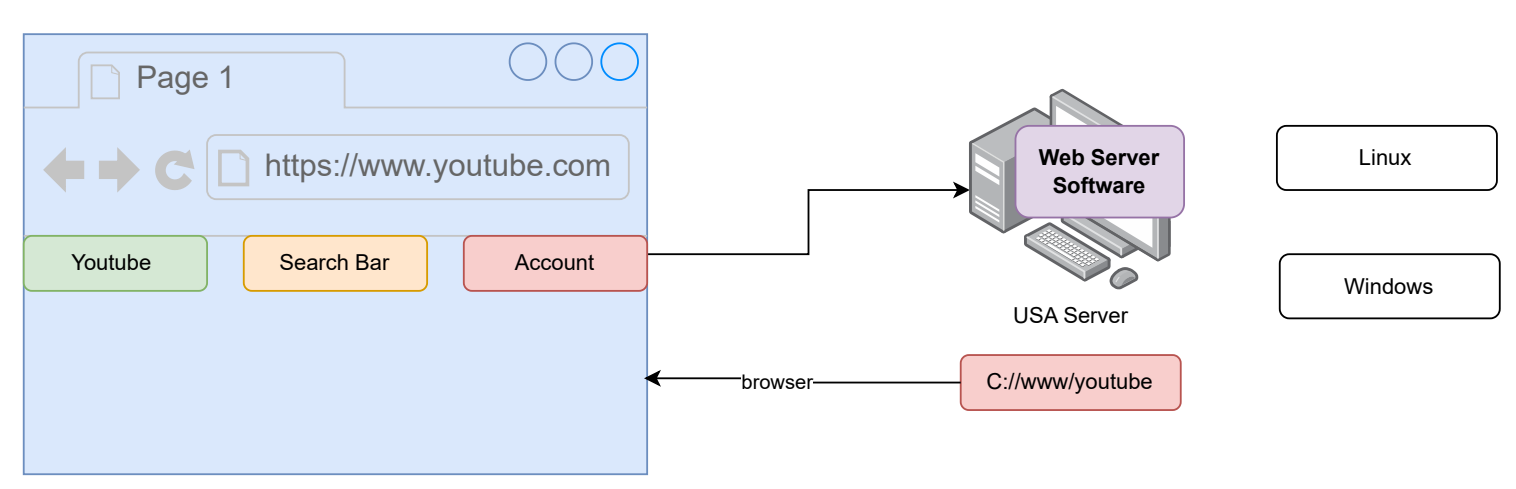 Page 1
https://www.youtube.com
Youtube
Search Bar
Account
Web Server
Software
USA Server
browser
C://www/youtube
Linux
Windows